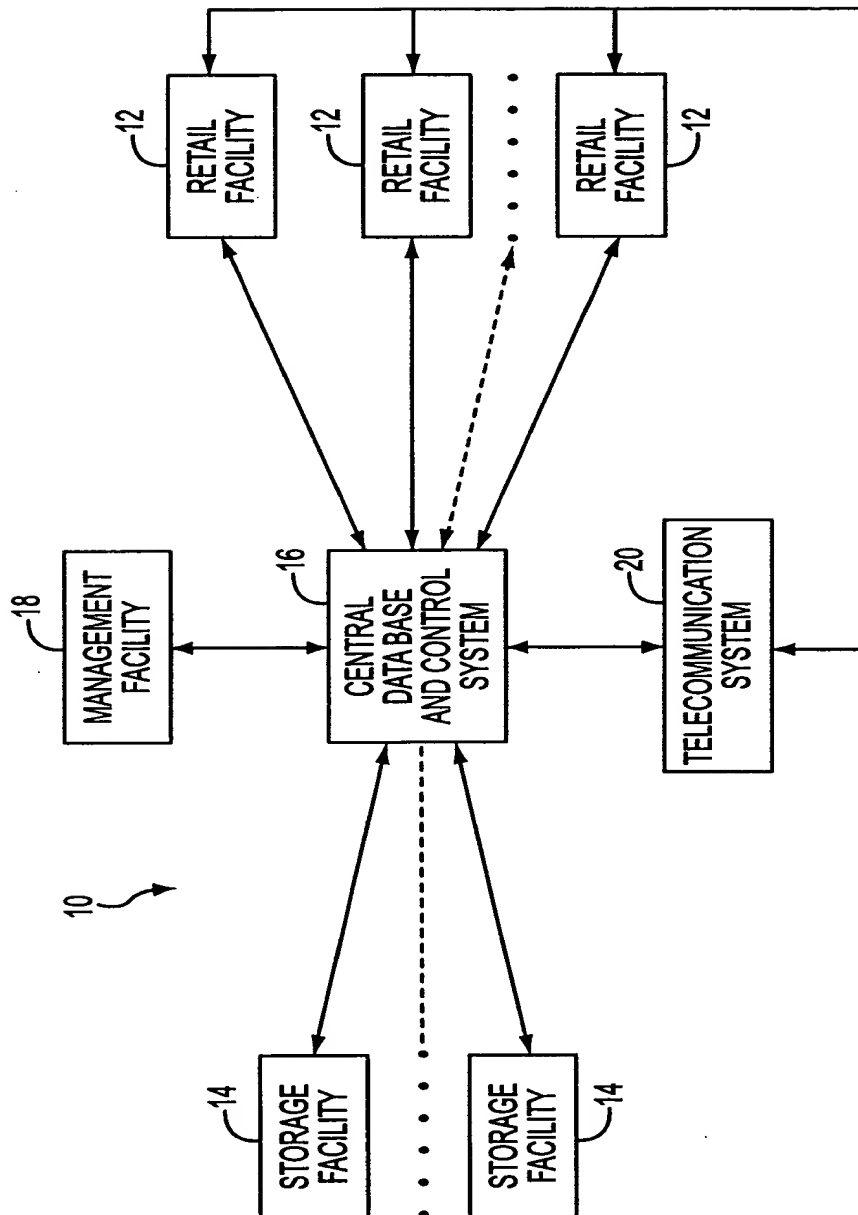 18
MANAGEMENT
FACILITY
10
12
RETAIL
FACILITY
14
STORAGE
FACILITY
16
CENTRAL
DATA BASE
AND CONTROL
SYSTEM
12
RETAIL
FACILITY
STORAGE
FACILITY
14
RETAIL
FACILITY
12
20
TELECOMMUNICATION
SYSTEM